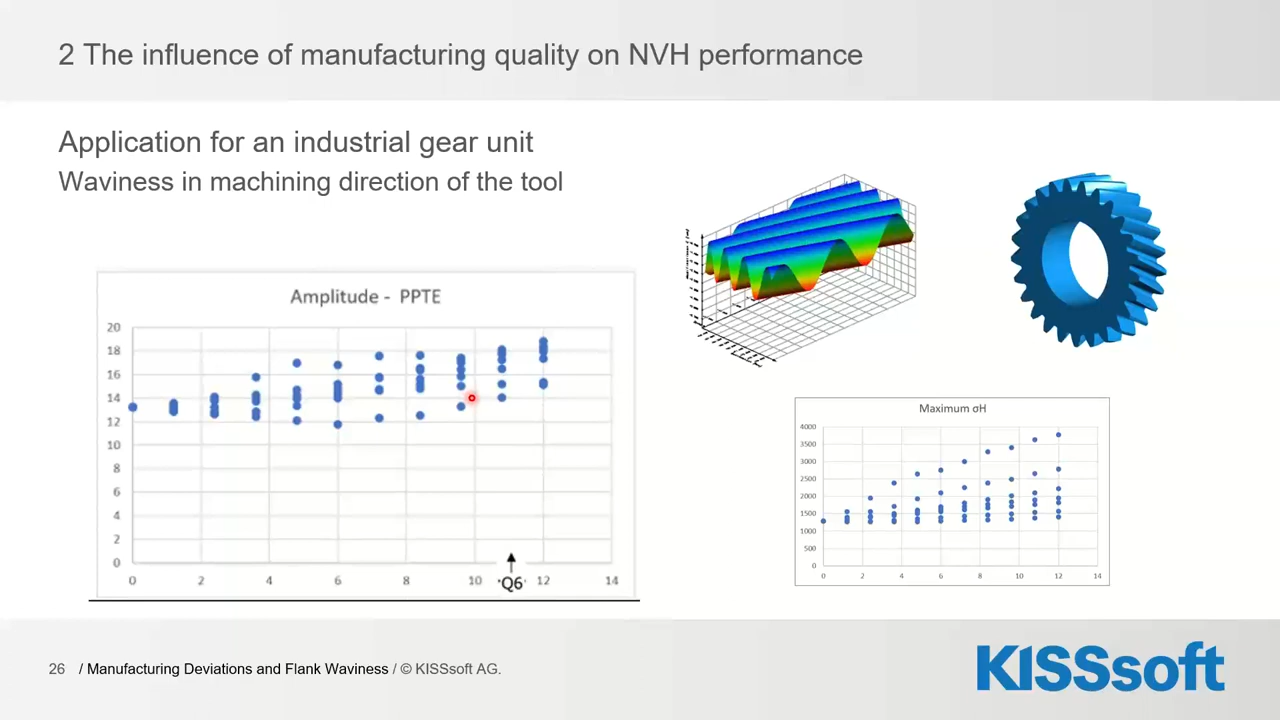 2 The influence of manufacturing quality on NVH performance
Application for an industrial gear unit
Waviness in machining direction of the tool
Amplitude - PPTE
20
18
16
14
12
10
8
6
4
2
0
0 2 4 6 8 10 12 14
Q6
Maximum σH
4000
3500
3000
2500
2000
1500
1000
500
0
0 2 4 6 8 10 12 14
26 / Manufacturing Deviations and Flank Waviness / © KISSsoft AG.
KISSsoft